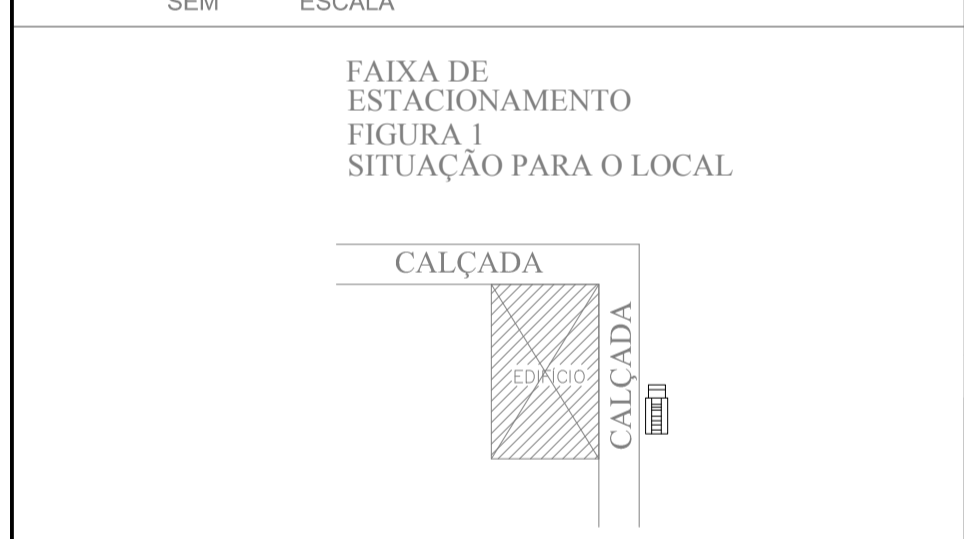 SEM ESCALA
FAIXA DE
ESTACIONAMENTO
FIGURA 1
SITUAÇÃO PARA O LOCAL
CALÇADA
EDIFÍCIO
CALÇADA